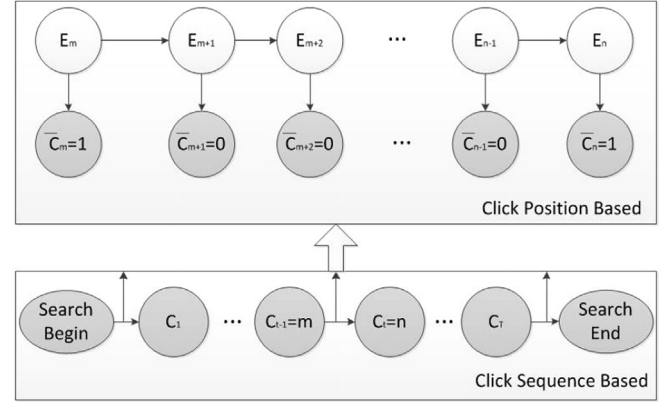 Eₘ Eₘ₊₁ Eₘ₊₂ ... Eₙ₋₁ Eₙ
C̅ₘ=1 C̅ₘ₊₁=0 C̅ₘ₊₂=0 ... C̅ₙ₋₁=0 C̅ₙ=1
Click Position Based
Search Begin C₁ ... Cₜ₋₁=m Cₜ=n ... C_T Search End
Click Sequence Based